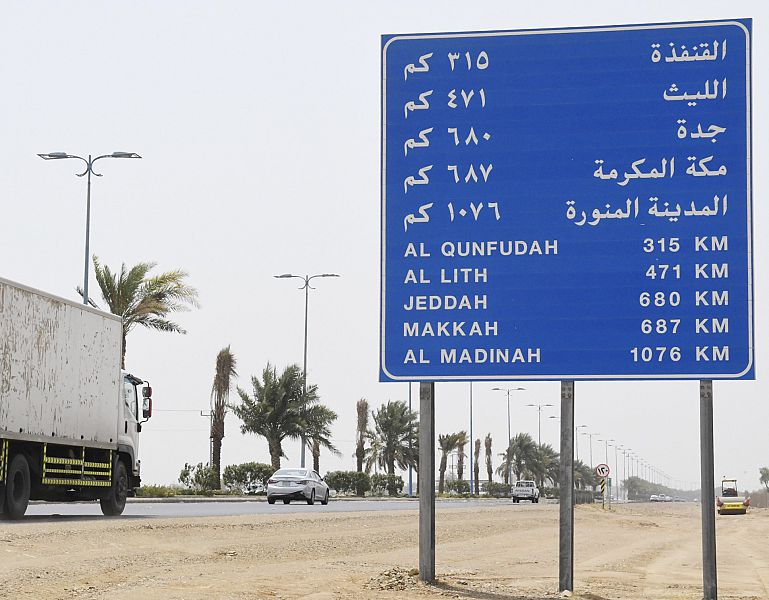 القنفذة ٣١٥ كم
الليث ٤٧١ كم
جدة ٦٨٠ كم
مكة المكرمة ٦٨٧ كم
المدينة المنورة ١٠٧٦ كم
AL QUNFUDAH 315 KM
AL LITH 471 KM
JEDDAH 680 KM
MAKKAH 687 KM
AL MADINAH 1076 KM